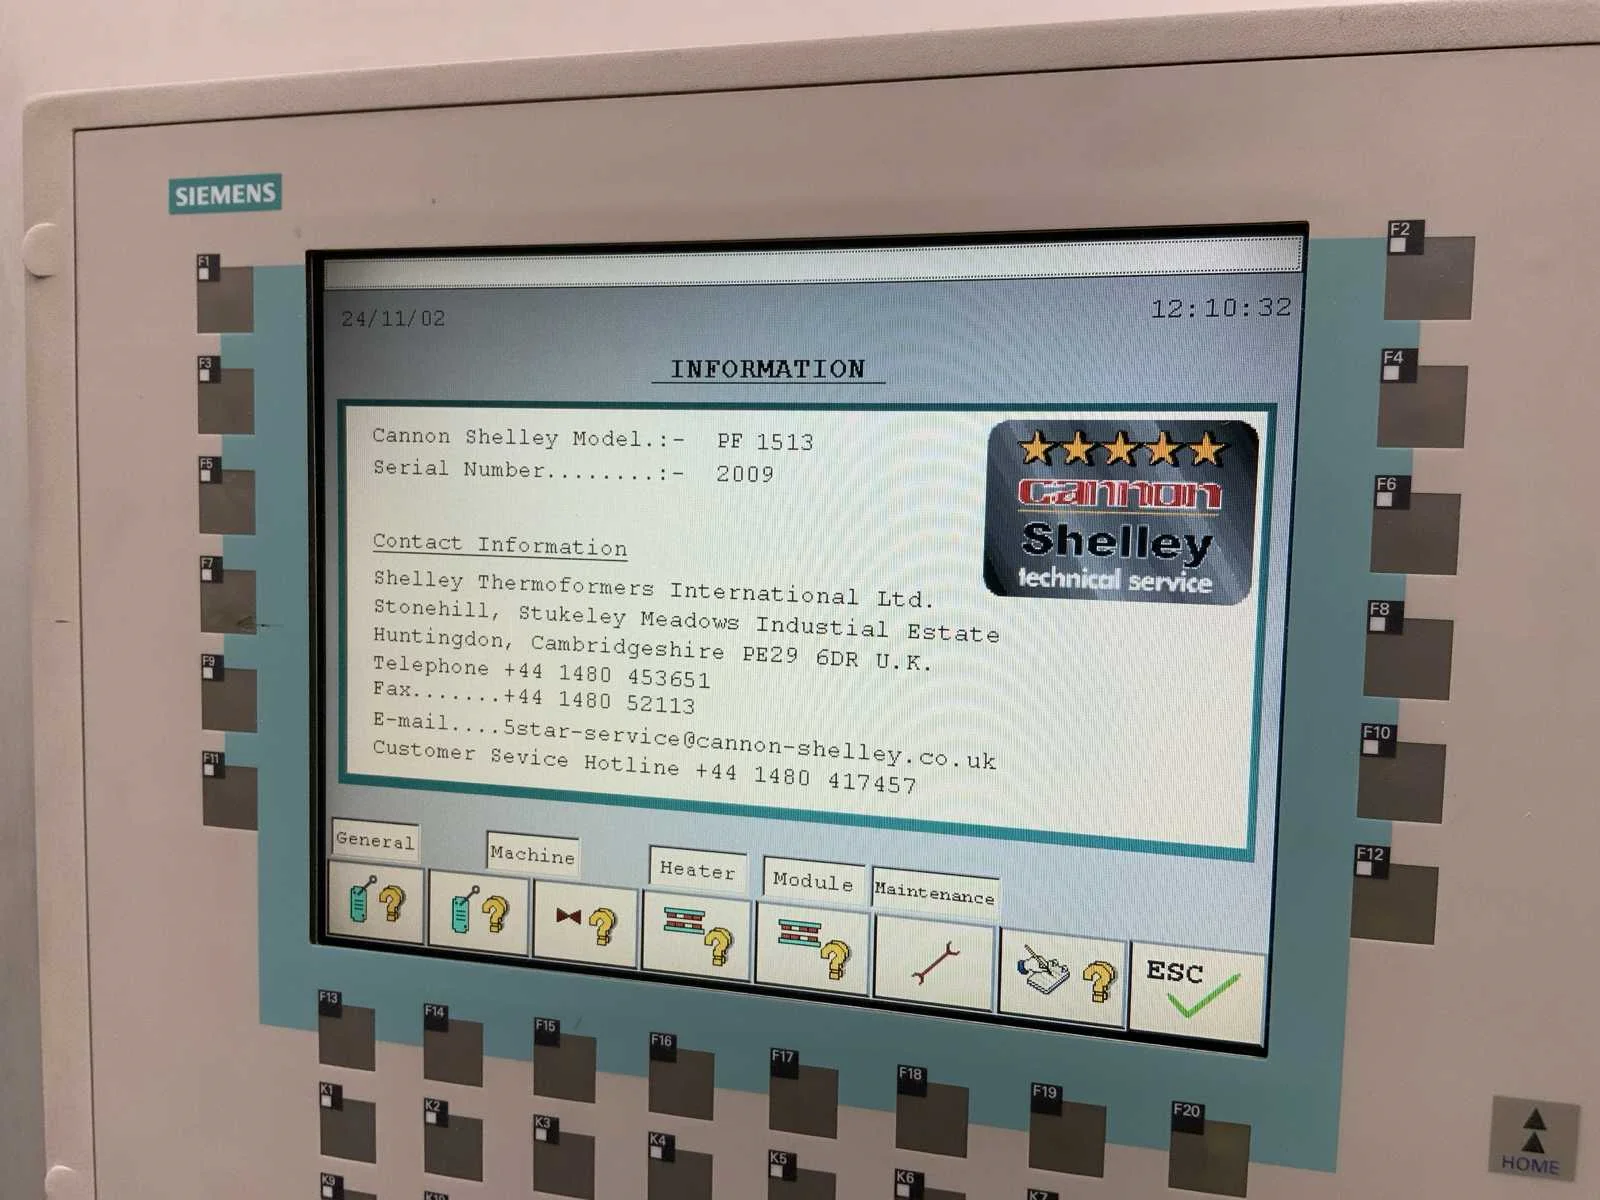 SIEMENS
F1
F2
F3
F4
F5
F6
F7
F8
F9
F10
F11
F12
24/11/02
12:10:32
INFORMATION
Cannon Shelley Model.:- PF 1513
Serial Number........:- 2009
cannon
Shelley
technical service
Contact Information
Shelley Thermoformers International Ltd.
Stonehill, Stukeley Meadows Industial Estate
Huntingdon, Cambridgeshire PE29 6DR U.K.
Telephone +44 1480 453651
Fax.......+44 1480 52113
E-mail....5star-service@cannon-shelley.co.uk
Customer Sevice Hotline +44 1480 417457
General
Machine
Heater
Module
Maintenance
ESC
F13
F14
F15
F16
F17
F18
F19
F20
K1
K2
K3
K4
K5
K6
K7
K9
K10
HOME